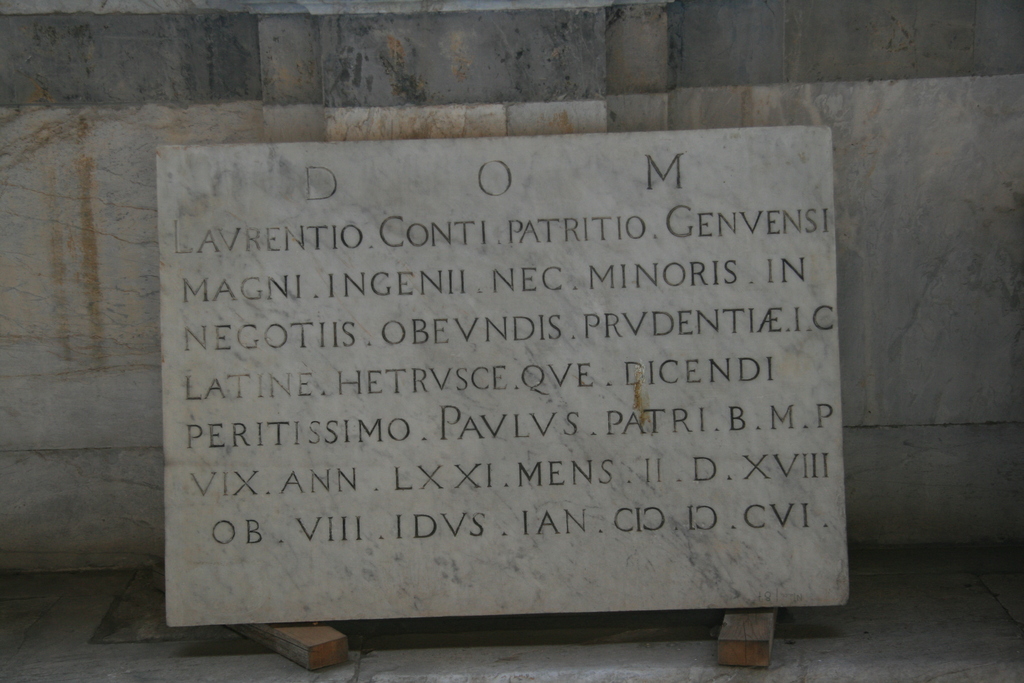 D O M
LAVRENTIO . CONTI . PATRITIO . GENVENSI
MAGNI . INGENII . NEC . MINORIS . IN
NEGOTIIS . OBEVNDIS . PRVDENTIÆ . I . C
LATINE . HETRVSCE . QVE . DICENDI
PERITISSIMO . PAVLVS . PATRI . B . M . P
VIX . ANN . LXXI . MENS . II . D . XVIII
OB . VIII . IDVS . IAN . CIƆ . IƆ . CVI .